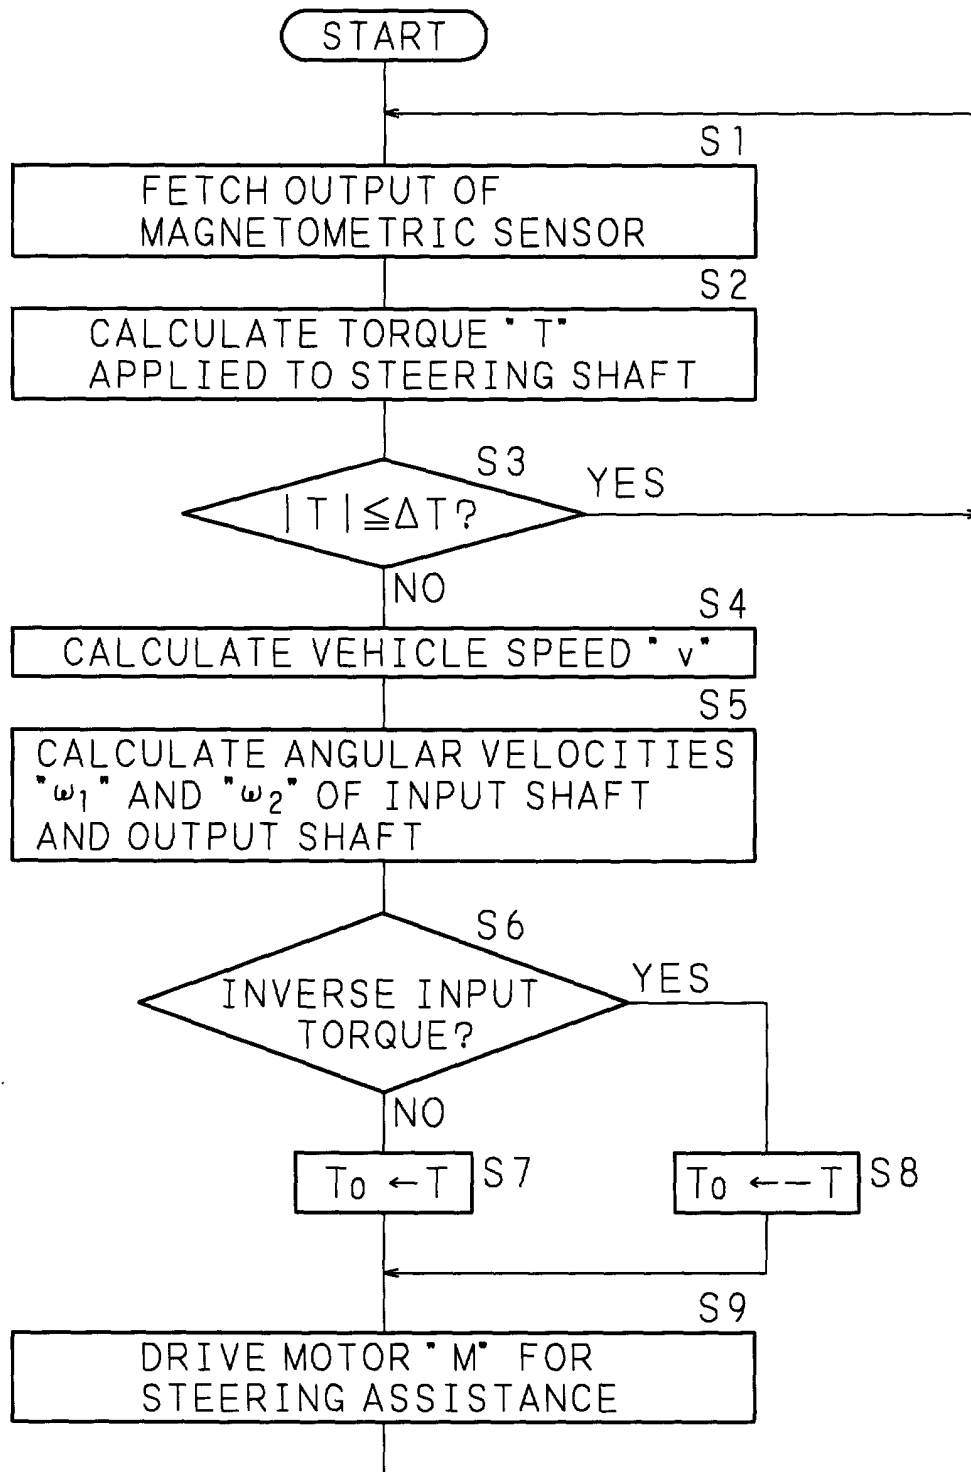 START
S1
FETCH OUTPUT OF
MAGNETOMETRIC SENSOR
S2
CALCULATE TORQUE "T"
APPLIED TO STEERING SHAFT
S3
|T|≦ΔT?
YES
NO
S4
CALCULATE VEHICLE SPEED "v"
S5
CALCULATE ANGULAR VELOCITIES
"ω1" AND "ω2" OF INPUT SHAFT
AND OUTPUT SHAFT
S6
INVERSE INPUT
TORQUE?
YES
NO
T0 ← T
S7
T0 ← − T
S8
S9
DRIVE MOTOR "M" FOR
STEERING ASSISTANCE